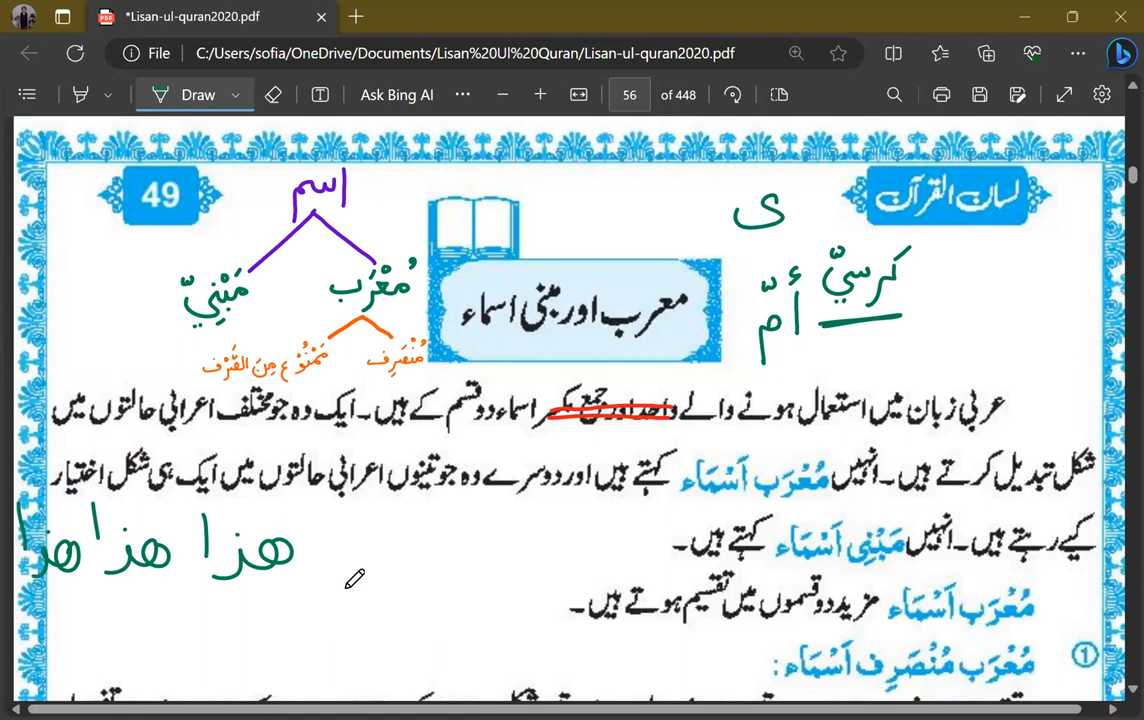 *Lisan-ul-quran2020.pdf
File C:/Users/sofia/OneDrive/Documents/Lisan%20Ul%20Quran/Lisan-ul-quran2020.pdf
Draw Ask Bing AI 56 of 448
لسان القرآن
49
اسم
ى
مُعْرَب
مَبْنِيّ
كرسيّ
أمّ
معرب اور مبنی اسماء
مُنْصَرِف
مَمْنُوْع مِنَ الصَّرْف
عربی زبان میں استعمال ہونے والے واحد اور جمع مکسر اسماء دو قسم کے ہیں۔ ایک وہ جو مختلف اعرابی حالتوں میں
شکل تبدیل کرتے ہیں۔ انہیں مُعْرَب اَسْمَاء کہتے ہیں اور دوسرے وہ جو تینوں اعرابی حالتوں میں ایک ہی شکل اختیار
کیے رہتے ہیں۔ انہیں مَبْنِی اَسْمَاء کہتے ہیں۔
هذا هذا هذا
مُعْرَب اَسْمَاء مزید دو قسموں میں تقسیم ہوتے ہیں۔
① مُعْرَب مُنْصَرِف اَسْمَاء: